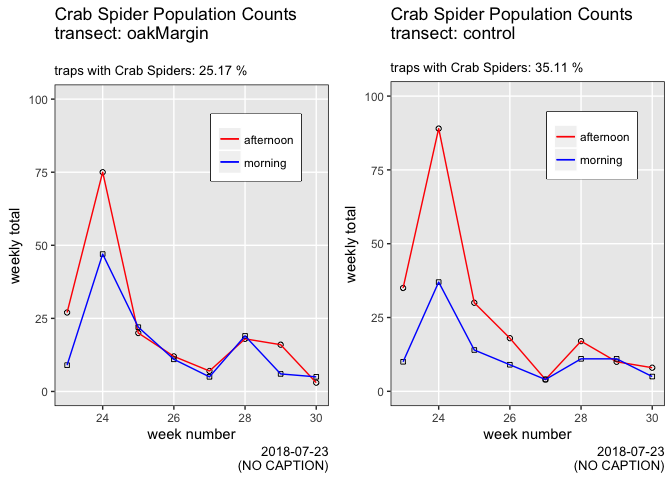 Crab Spider Population Counts
transect: oakMargin
traps with Crab Spiders: 25.17 %
100
75
50
25
0
weekly total
afternoon
morning
24
26
28
30
week number
2018-07-23
(NO CAPTION)
Crab Spider Population Counts
transect: control
traps with Crab Spiders: 35.11 %
100
75
50
25
0
weekly total
afternoon
morning
24
26
28
30
week number
2018-07-23
(NO CAPTION)